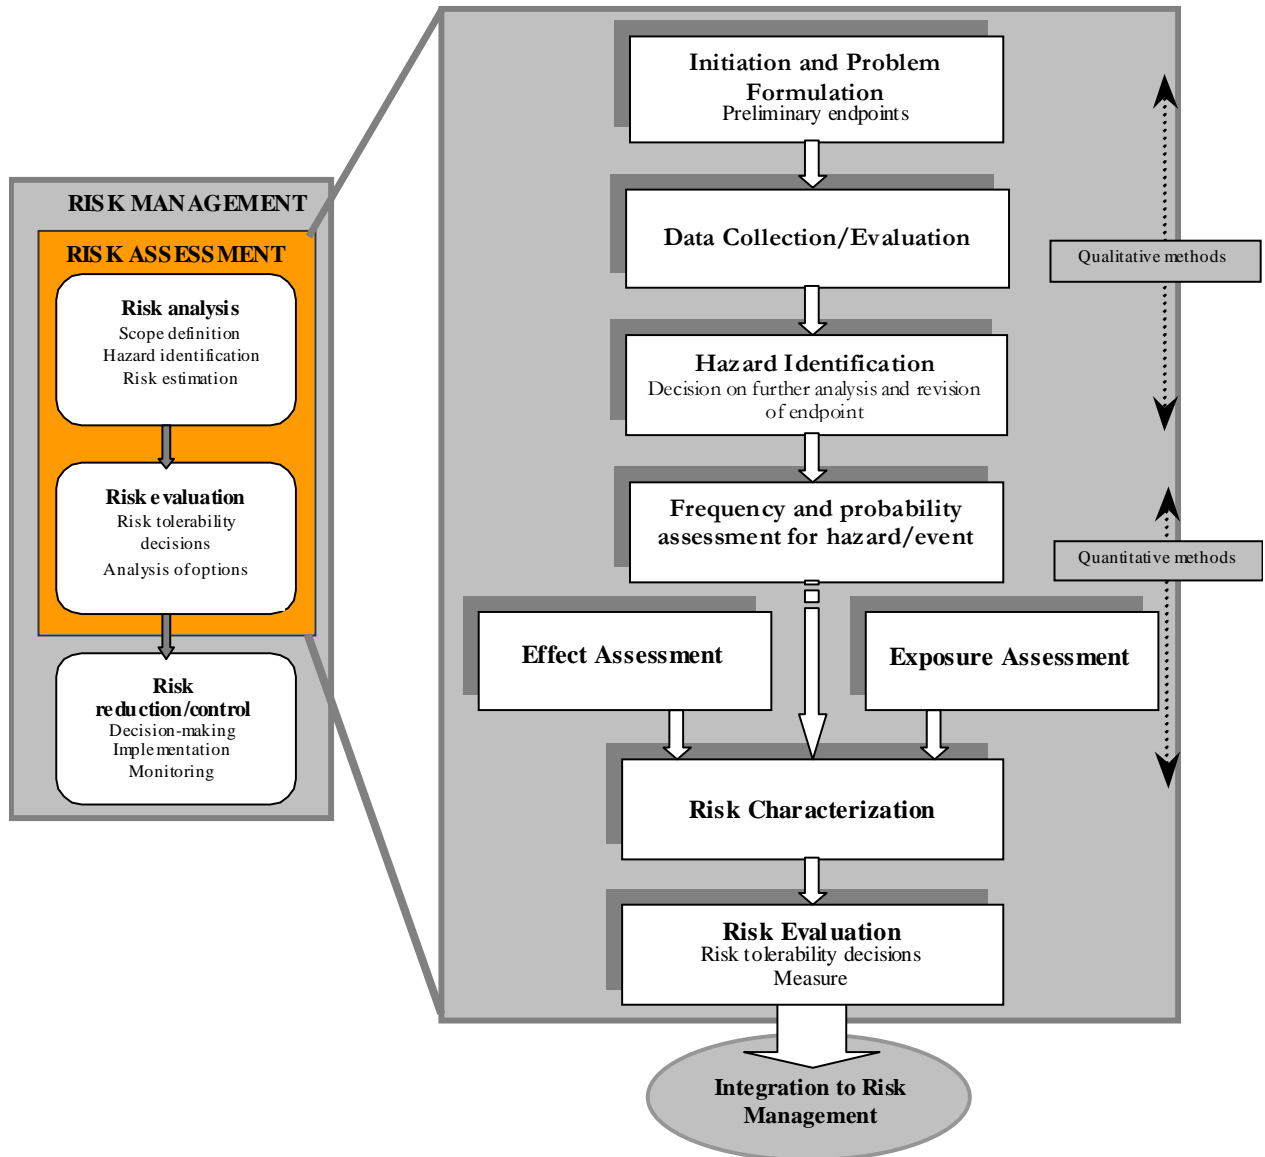 RISK MANAGEMENT
RISK ASSESSMENT
Risk analysis
Scope definition
Hazard identification
Risk estimation
Risk evaluation
Risk tolerability
decisions
Analysis of options
Risk
reduction/control
Decision-making
Implementation
Monitoring
Initiation and Problem
Formulation
Preliminary endpoints
Data Collection/Evaluation
Hazard Identification
Decision on further analysis and revision
of endpoint
Frequency and probability
assessment for hazard/event
Effect Assessment
Exposure Assessment
Risk Characterization
Risk Evaluation
Risk tolerability decisions
Measure
Integration to Risk
Management
Qualitative methods
Quantitative methods